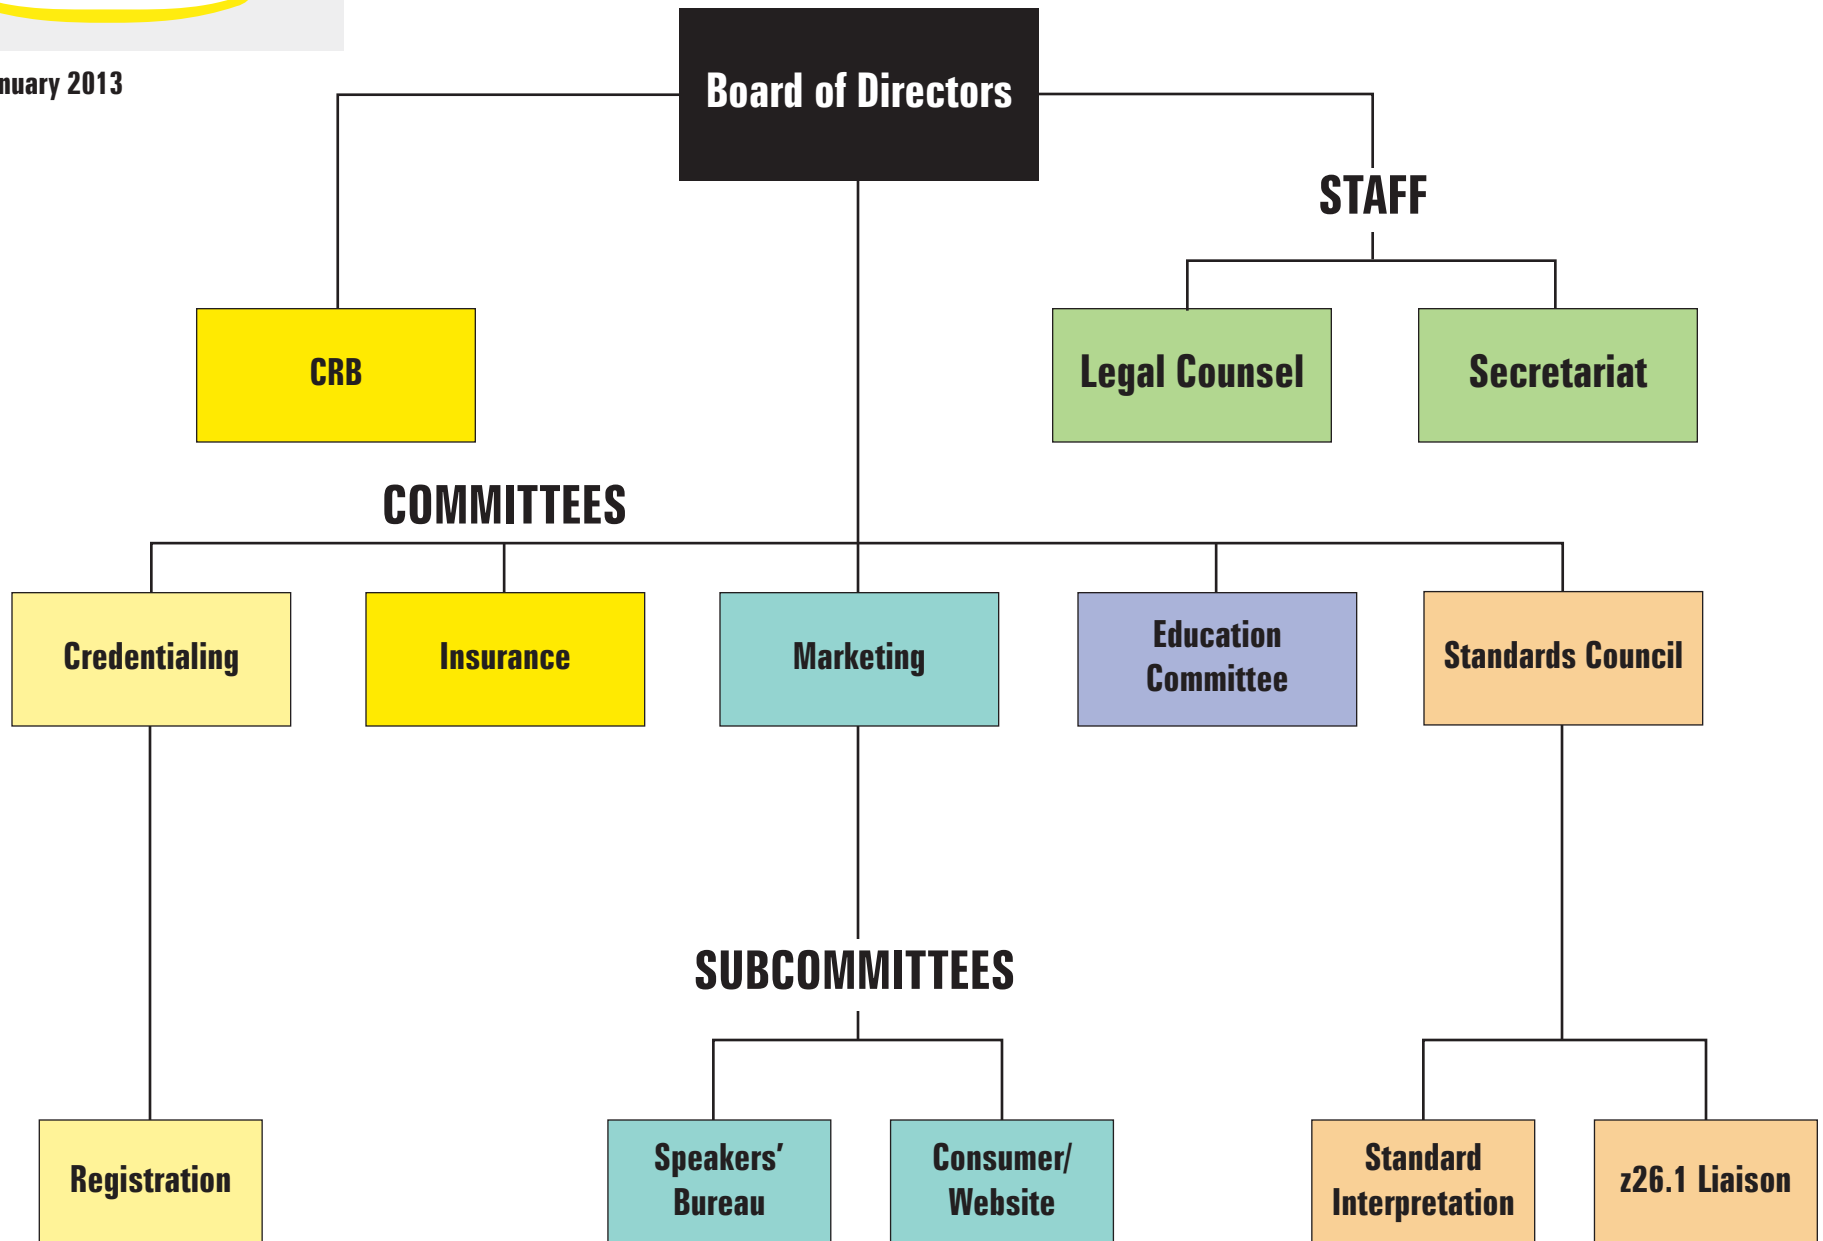 Board of Directors
nuary 2013
STAFF
CRB
Legal Counsel
Secretariat
COMMITTEES
Credentialing
Insurance
Marketing
Education
Committee
Standards Council
SUBCOMMITTEES
Registration
Speakers’
Bureau
Consumer/
Website
Standard
Interpretation
z26.1 Liaison